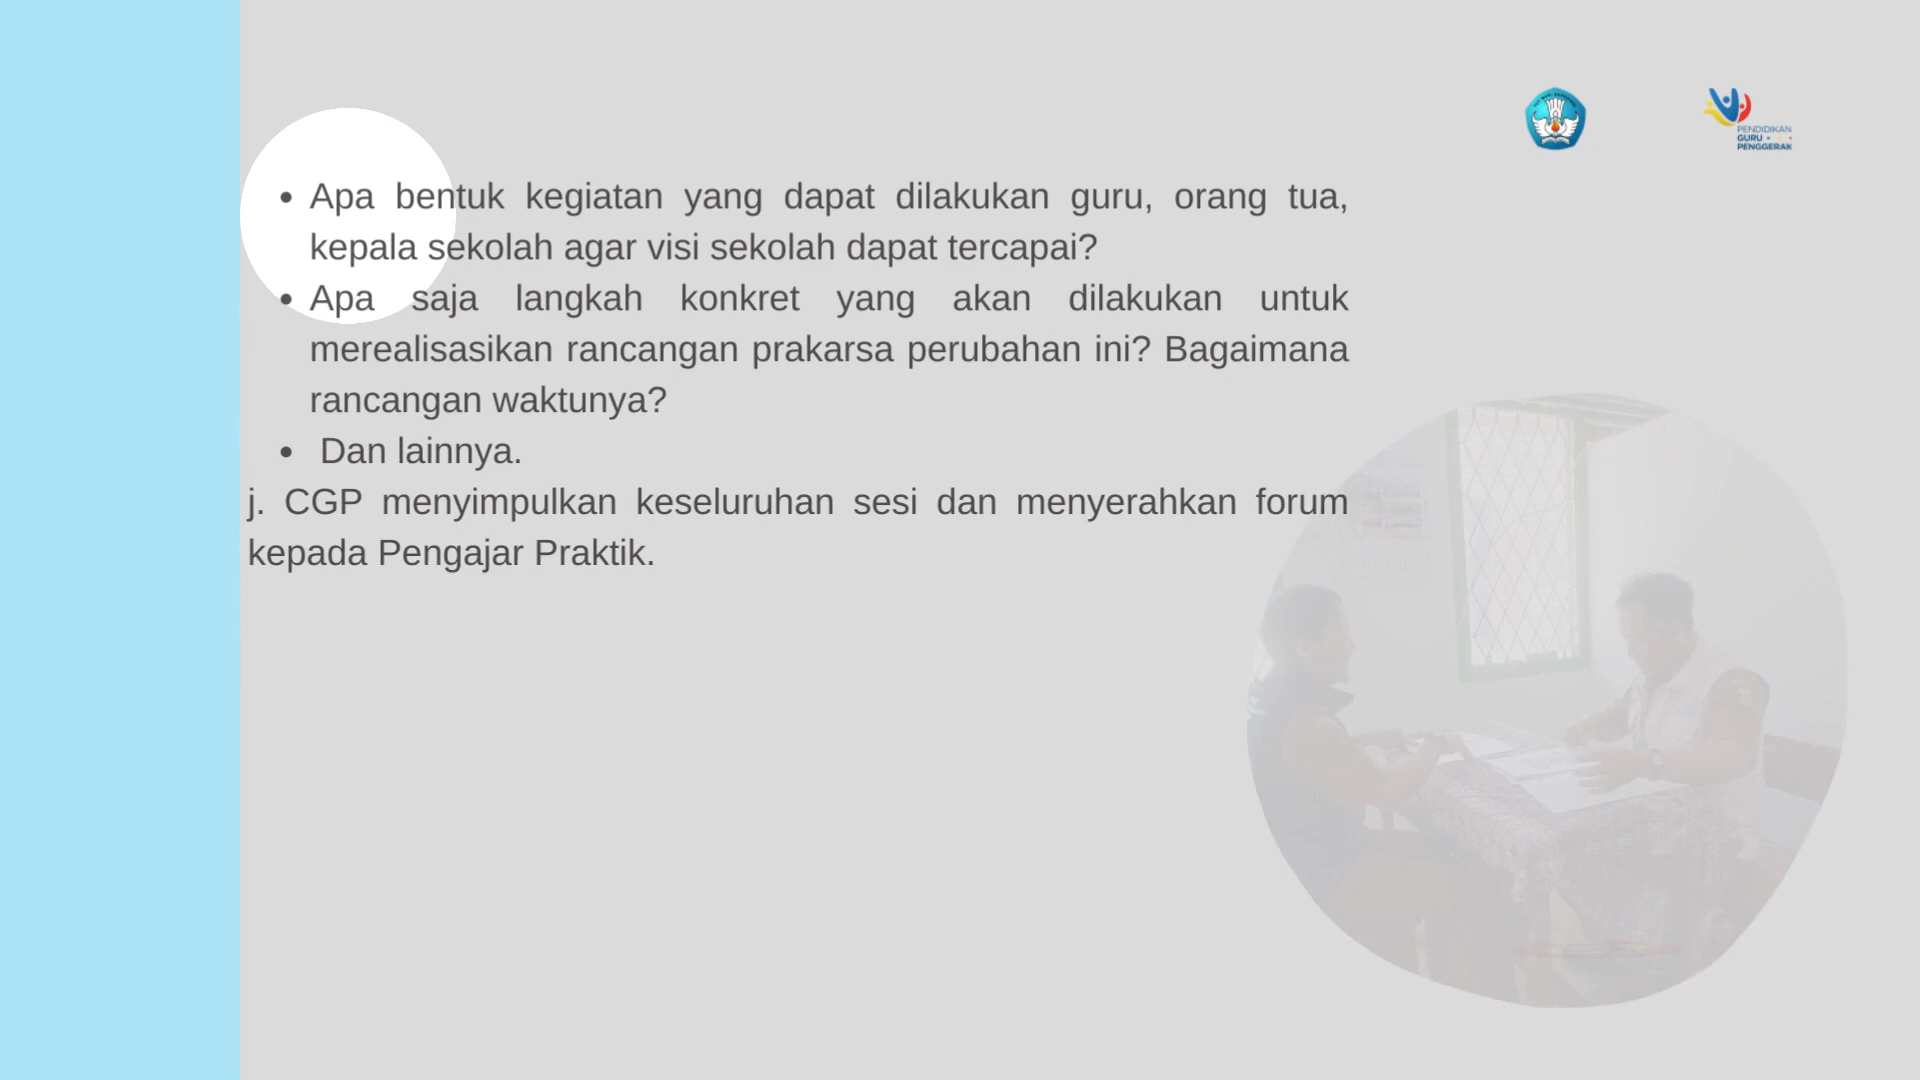 PENDIDIKAN
GURU
PENGGERAK
• Apa bentuk kegiatan yang dapat dilakukan guru, orang tua,
kepala sekolah agar visi sekolah dapat tercapai?
• Apa saja langkah konkret yang akan dilakukan untuk
merealisasikan rancangan prakarsa perubahan ini? Bagaimana
rancangan waktunya?
• Dan lainnya.
j. CGP menyimpulkan keseluruhan sesi dan menyerahkan forum
kepada Pengajar Praktik.